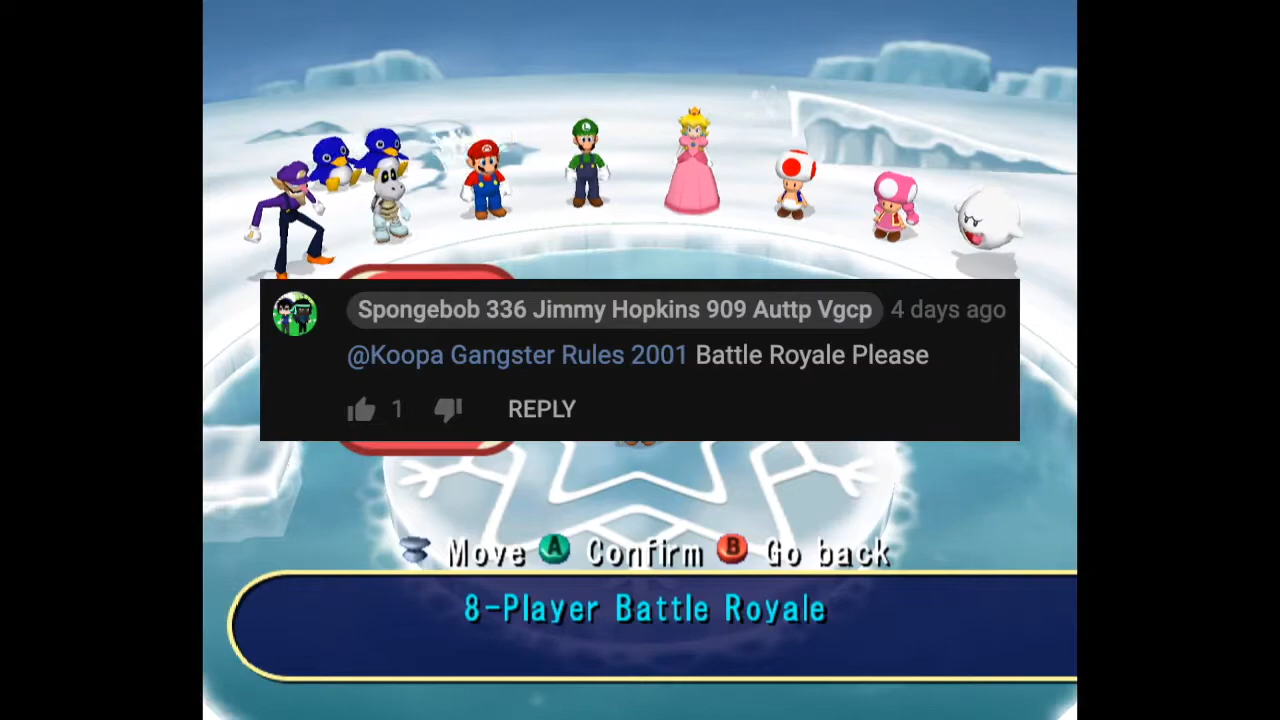 Spongebob 336 Jimmy Hopkins 909 Auttp Vgcp 4 days ago
@Koopa Gangster Rules 2001 Battle Royale Please
1 REPLY
Move A Confirm B Go back
8-Player Battle Royale